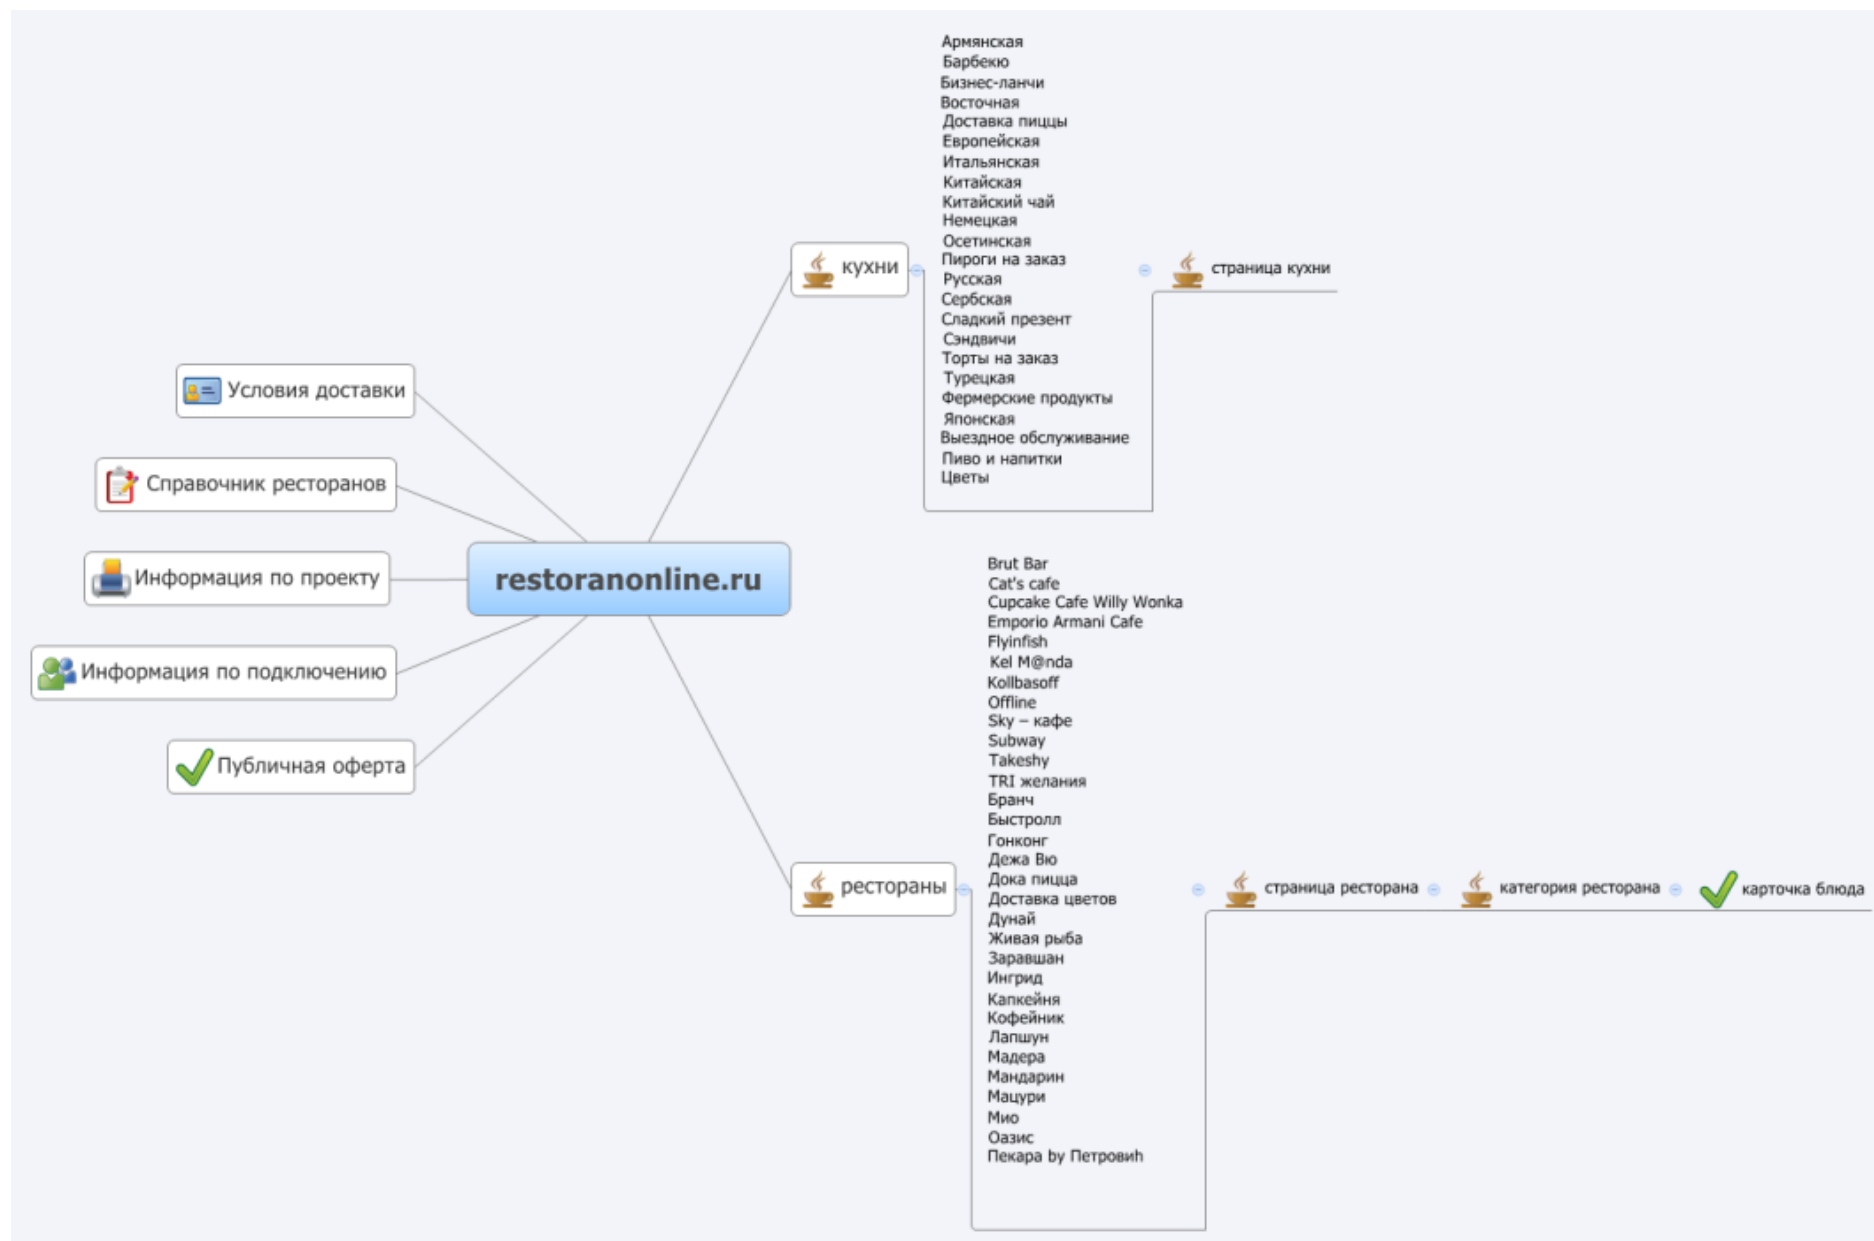 Условия доставки
Справочник ресторанов
Информация по проекту
Информация по подключению
Публичная оферта
restoranonline.ru
кухни
Армянская
Барбекю
Бизнес-ланчи
Восточная
Доставка пиццы
Европейская
Итальянская
Китайская
Китайский чай
Немецкая
Осетинская
Пироги на заказ
Русская
Сербская
Сладкий презент
Сэндвичи
Торты на заказ
Турецкая
Фермерские продукты
Японская
Выездное обслуживание
Пиво и напитки
Цветы
страница кухни
рестораны
Brut Bar
Cat's cafe
Cupcake Cafe Willy Wonka
Emporio Armani Cafe
Flyinfish
Kel M@nda
Kollbasoff
Offline
Sky – кафе
Subway
Takeshy
TRI желания
Бранч
Быстролл
Гонконг
Дежа Вю
Дока пицца
Доставка цветов
Дунай
Живая рыба
Заравшан
Ингрид
Капкейня
Кофейник
Лапшун
Мадера
Мандарин
Мацури
Мио
Оазис
Пекара by Петровић
страница ресторана
категория ресторана
карточка блюда